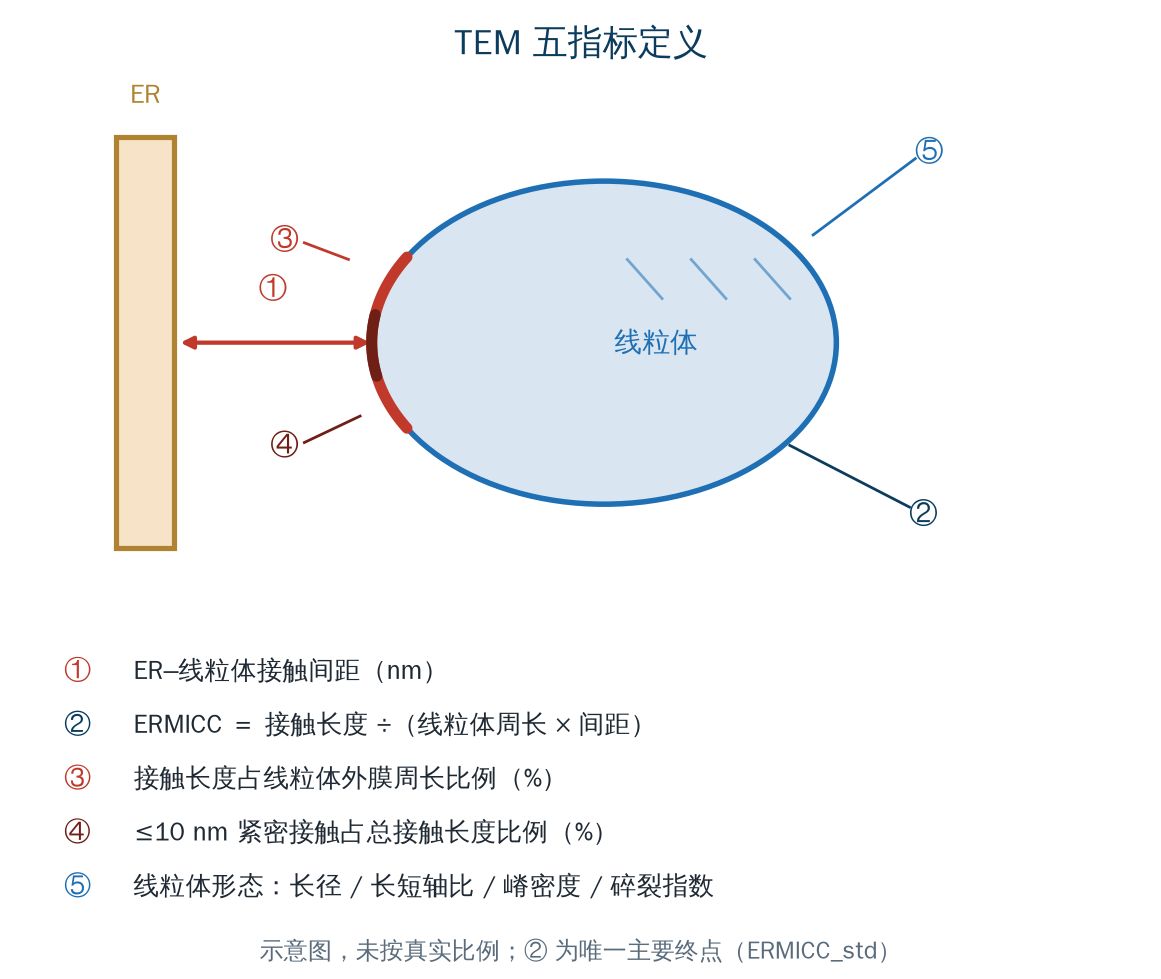 TEM 五指标定义
ER
⑤
③
①
线粒体
④
②
① ER–线粒体接触间距（nm）
② ERMICC ＝ 接触长度 ÷（线粒体周长 × 间距）
③ 接触长度占线粒体外膜周长比例（%）
④ ≤10 nm 紧密接触占总接触长度比例（%）
⑤ 线粒体形态：长径 / 长短轴比 / 嵴密度 / 碎裂指数
示意图，未按真实比例；② 为唯一主要终点（ERMICC_std）